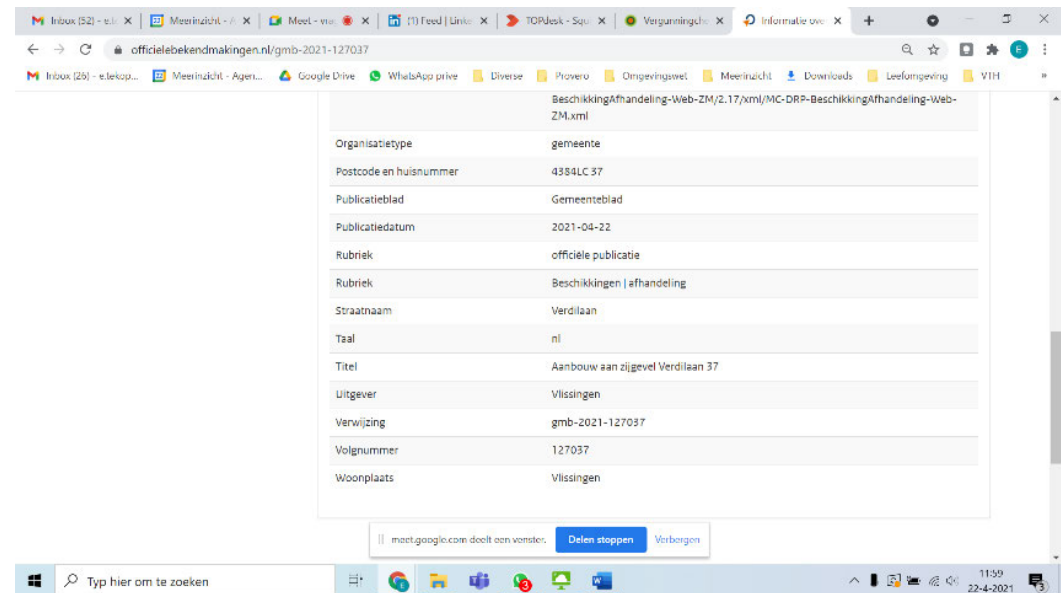 Inbox (52) - e.te
Meerinzicht - A
Meet - vra
(1) Feed | Linke
TOPdesk - Squ
Vergunningche
Informatie ove
officielebekendmakingen.nl/gmb-2021-127037
E
Inbox (26) - e.tekop...
Meerinzicht - Agen...
Google Drive
WhatsApp prive
Diverse
Provero
Omgevingswet
Meerinzicht
Downloads
Leefomgeving
VTH
»
BeschikkingAfhandeling-Web-ZM/2.17/xml/MC-DRP-BeschikkingAfhandeling-Web-
ZM.xml
Organisatietype gemeente
Postcode en huisnummer 4384LC 37
Publicatieblad Gemeenteblad
Publicatiedatum 2021-04-22
Rubriek officiële publicatie
Rubriek Beschikkingen | afhandeling
Straatnaam Verdilaan
Taal nl
Titel Aanbouw aan zijgevel Verdilaan 37
Uitgever Vlissingen
Verwijzing gmb-2021-127037
Volgnummer 127037
Woonplaats Vlissingen
meet.google.com deelt een venster.
Delen stoppen
Verbergen
Typ hier om te zoeken
11:59
22-4-2021